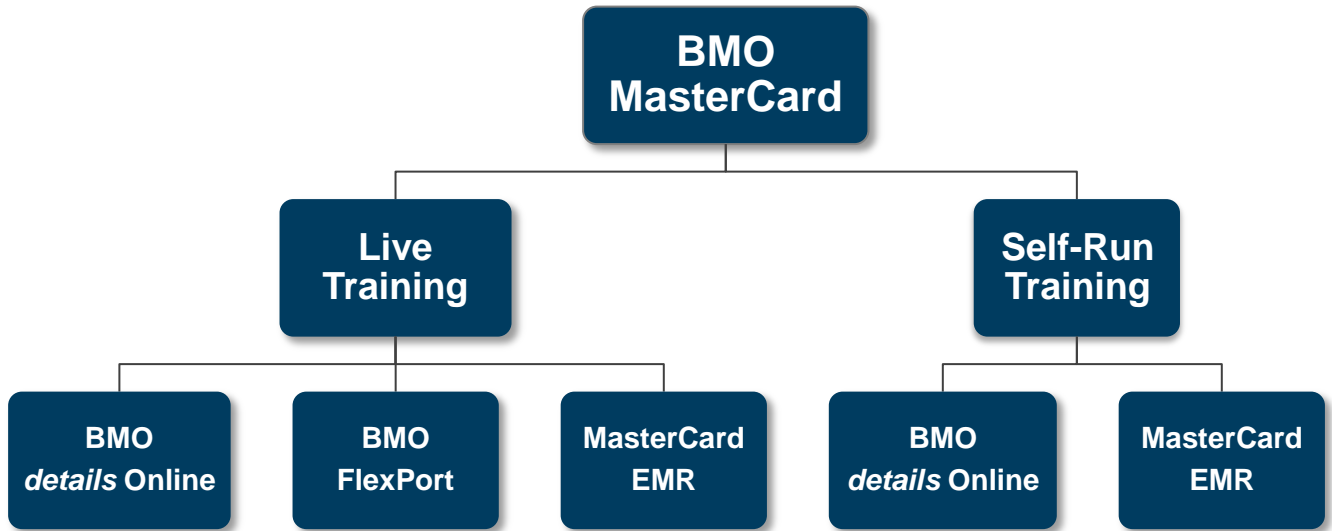 BMO
MasterCard
Live
Training
Self-Run
Training
BMO
details Online
BMO
FlexPort
MasterCard
EMR
BMO
details Online
MasterCard
EMR